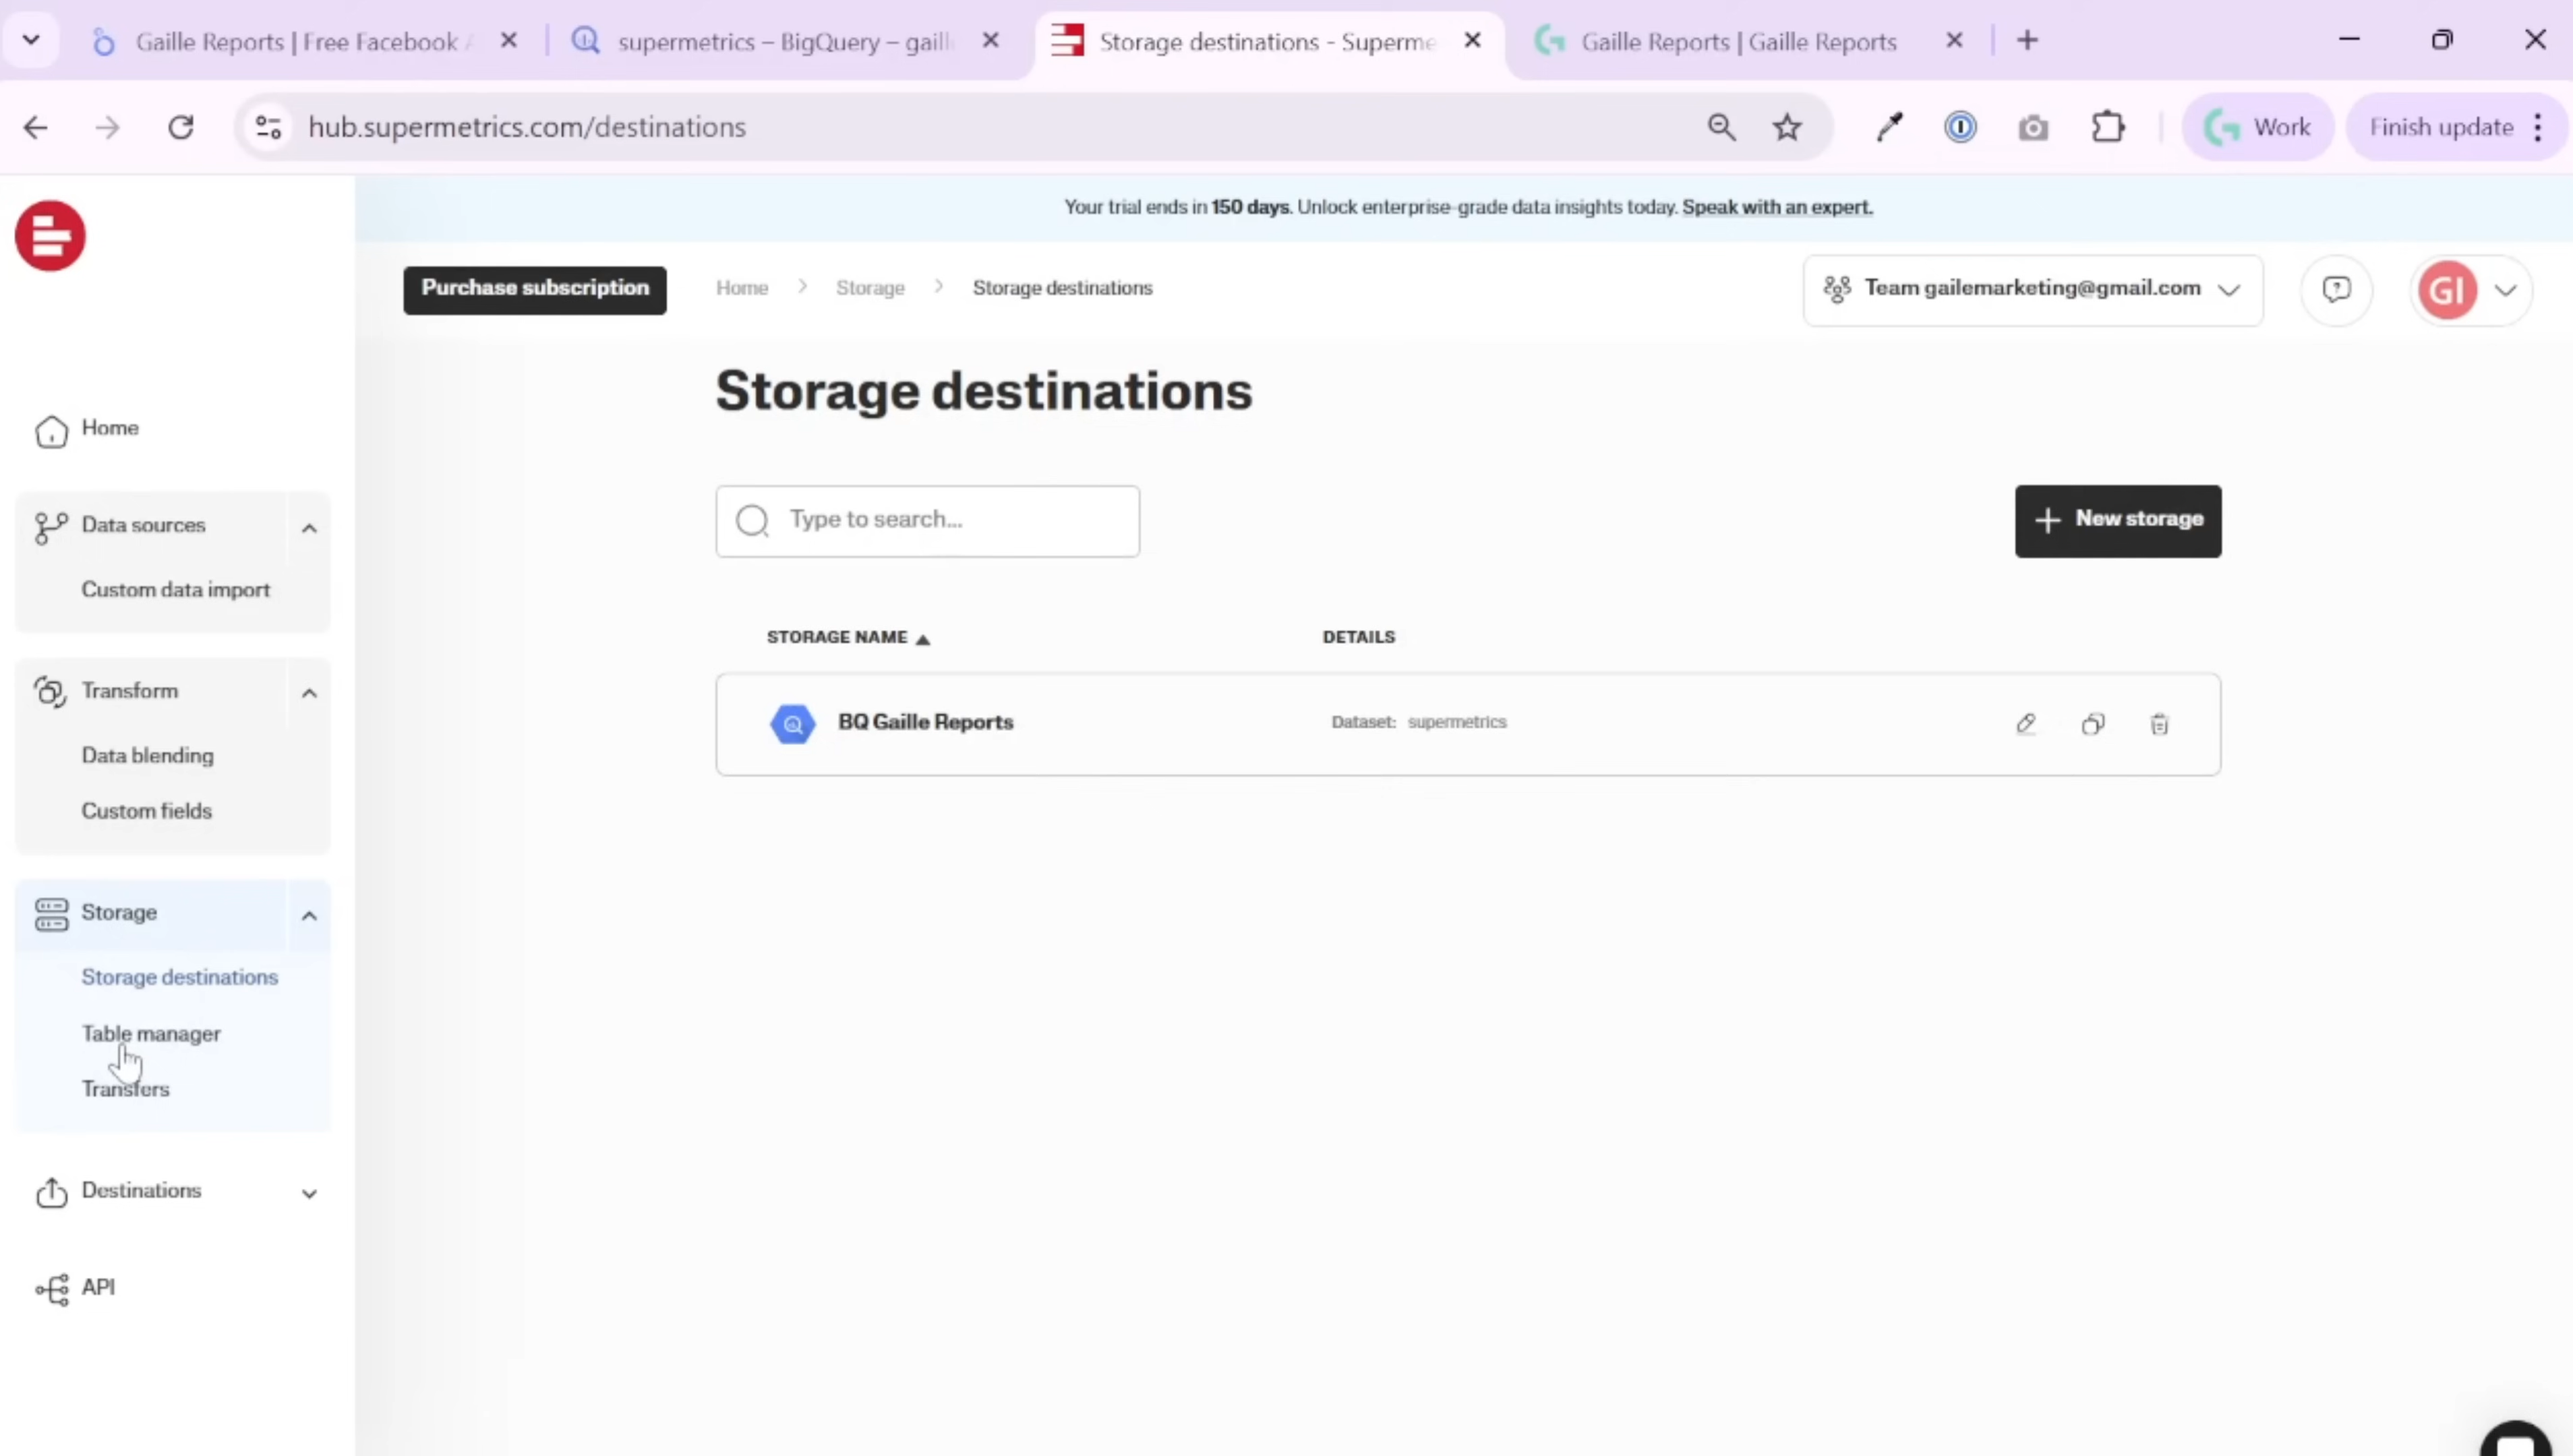 Gaille Reports | Free Facebook
supermetrics – BigQuery – gaill
Storage destinations - Superme
Gaille Reports | Gaille Reports
hub.supermetrics.com/destinations
Work
Finish update
Your trial ends in 150 days. Unlock enterprise-grade data insights today. Speak with an expert.
Purchase subscription
Home
Storage
Storage destinations
Team gailemarketing@gmail.com
GI
Storage destinations
Type to search...
New storage
STORAGE NAME
DETAILS
BQ Gaille Reports
Dataset: supermetrics
Home
Data sources
Custom data import
Transform
Data blending
Custom fields
Storage
Storage destinations
Table manager
Transfers
Destinations
API